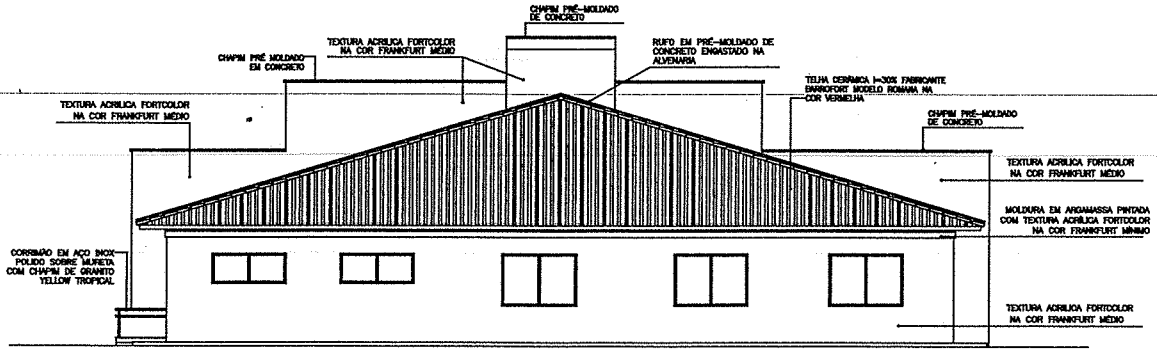 CHAPIM PRÉ-MOLDADO
DE CONCRETO
TEXTURA ACRILICA FORTCOLOR
NA COR FRANKFURT MÉDIO
RUFO EM PRÉ-MOLDADO DE
CONCRETO ENGASTADO NA
ALVENARIA
CHAPIM PRÉ MOLDADO
EM CONCRETO
TELHA CERÂMICA I=30% FABRICANTE
BARROFORT MODELO ROMANA NA
COR VERMELHA
TEXTURA ACRILICA FORTCOLOR
NA COR FRANKFURT MÉDIO
CHAPIM PRÉ-MOLDADO
DE CONCRETO
TEXTURA ACRILICA FORTCOLOR
NA COR FRANKFURT MÉDIO
MOLDURA EM ARGAMASSA PINTADA
COM TEXTURA ACRÍLICA FORTCOLOR
NA COR FRANKFURT MÍNIMO
CORRIMÃO EM AÇO INOX
POLIDO SOBRE MURETA
COM CHAPIM DE GRANITO
YELLOW TROPICAL
TEXTURA ACRILICA FORTCOLOR
NA COR FRANKFURT MÉDIO